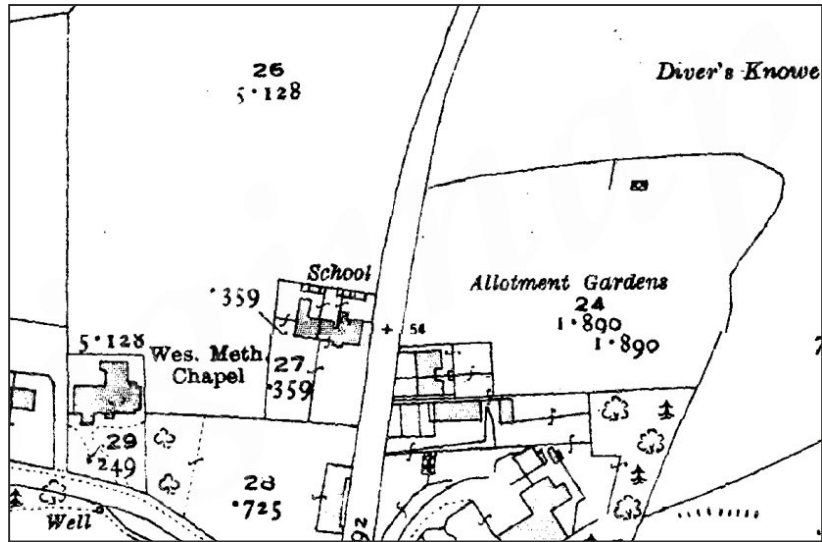 26
5·128
Diver's Knowe
School
·359
Allotment Gardens
24
1·890
1·890
+ 54
5·128
Wes. Meth.
Chapel
27
·359
29
·249
28
·725
Well
92
7